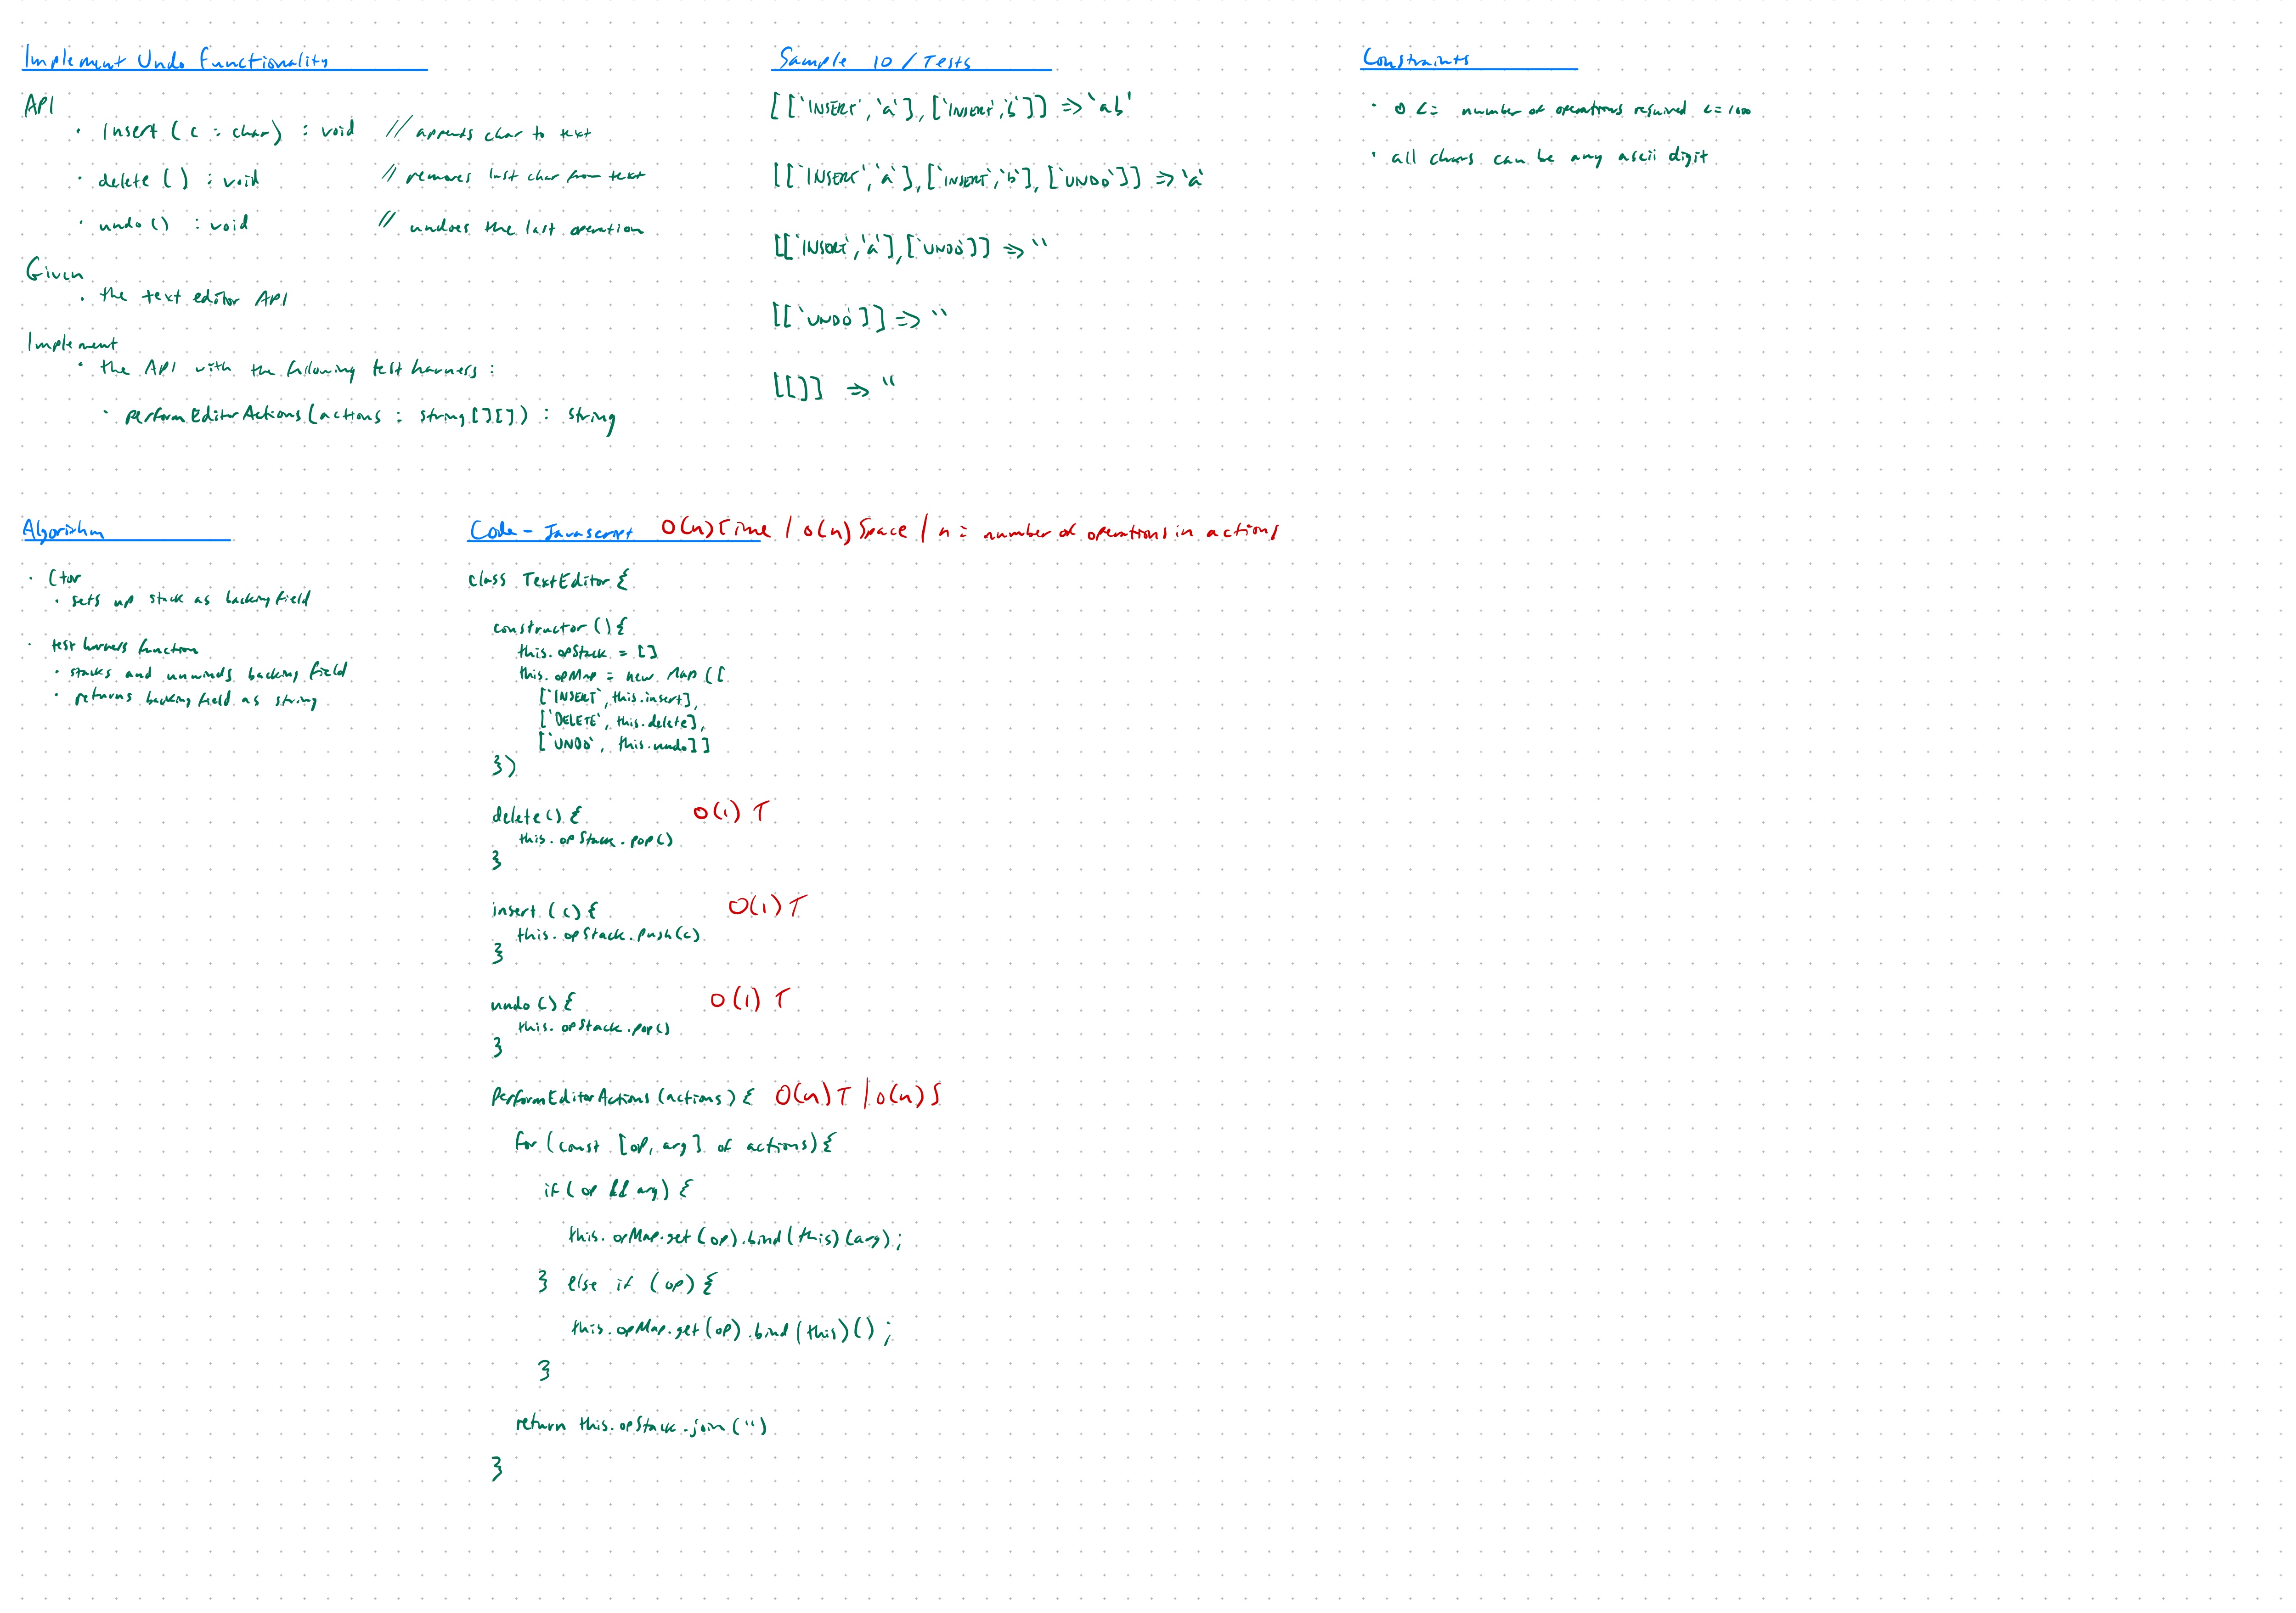 Implement Undo Functionality
API
· insert (c : char) : void // appends char to text
· delete () : void // removes last char from text
· undo () : void // undoes the last operation
Given
· the text editor API
Implement
· the API with the following test harness :
· performEditorActions (actions : string [][]) : string
Sample IO / Tests
[['INSERT', 'a'], ['INSERT', 'b']] => 'ab'
[['INSERT', 'a'], ['INSERT', 'b'], ['UNDO']] => 'a'
[['INSERT', 'a'], ['UNDO']] => ''
[['UNDO']] => ''
[[]] => ''
Constraints
· 0 <= number of operations required <= 1000
· all chars can be any ascii digit
Algorithm
· Ctor
· sets up stack as backing field
· test harness function
· stacks and unwinds backing field
· returns backing field as string
Code - Javascript O(n) Time / O(n) Space / n = number of operations in actions
class TextEditor {
constructor () {
this.opStack = []
this.opMap = new Map ([
['INSERT', this.insert],
['DELETE', this.delete],
['UNDO', this.undo]]
})
delete () { O(1) T
this.opStack.pop()
}
insert (c) { O(1) T
this.opStack.push(c)
}
undo () { O(1) T
this.opStack.pop()
}
performEditorActions (actions) { O(n) T / O(n) S
for (const [op, arg] of actions) {
if (op && arg) {
this.opMap.get (op).bind (this) (arg) ;
} else if (op) {
this.opMap.get (op).bind (this) () ;
}
return this.opStack.join ('')
}